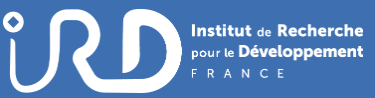 iRD
Institut de Recherche
pour le Développement
FRANCE